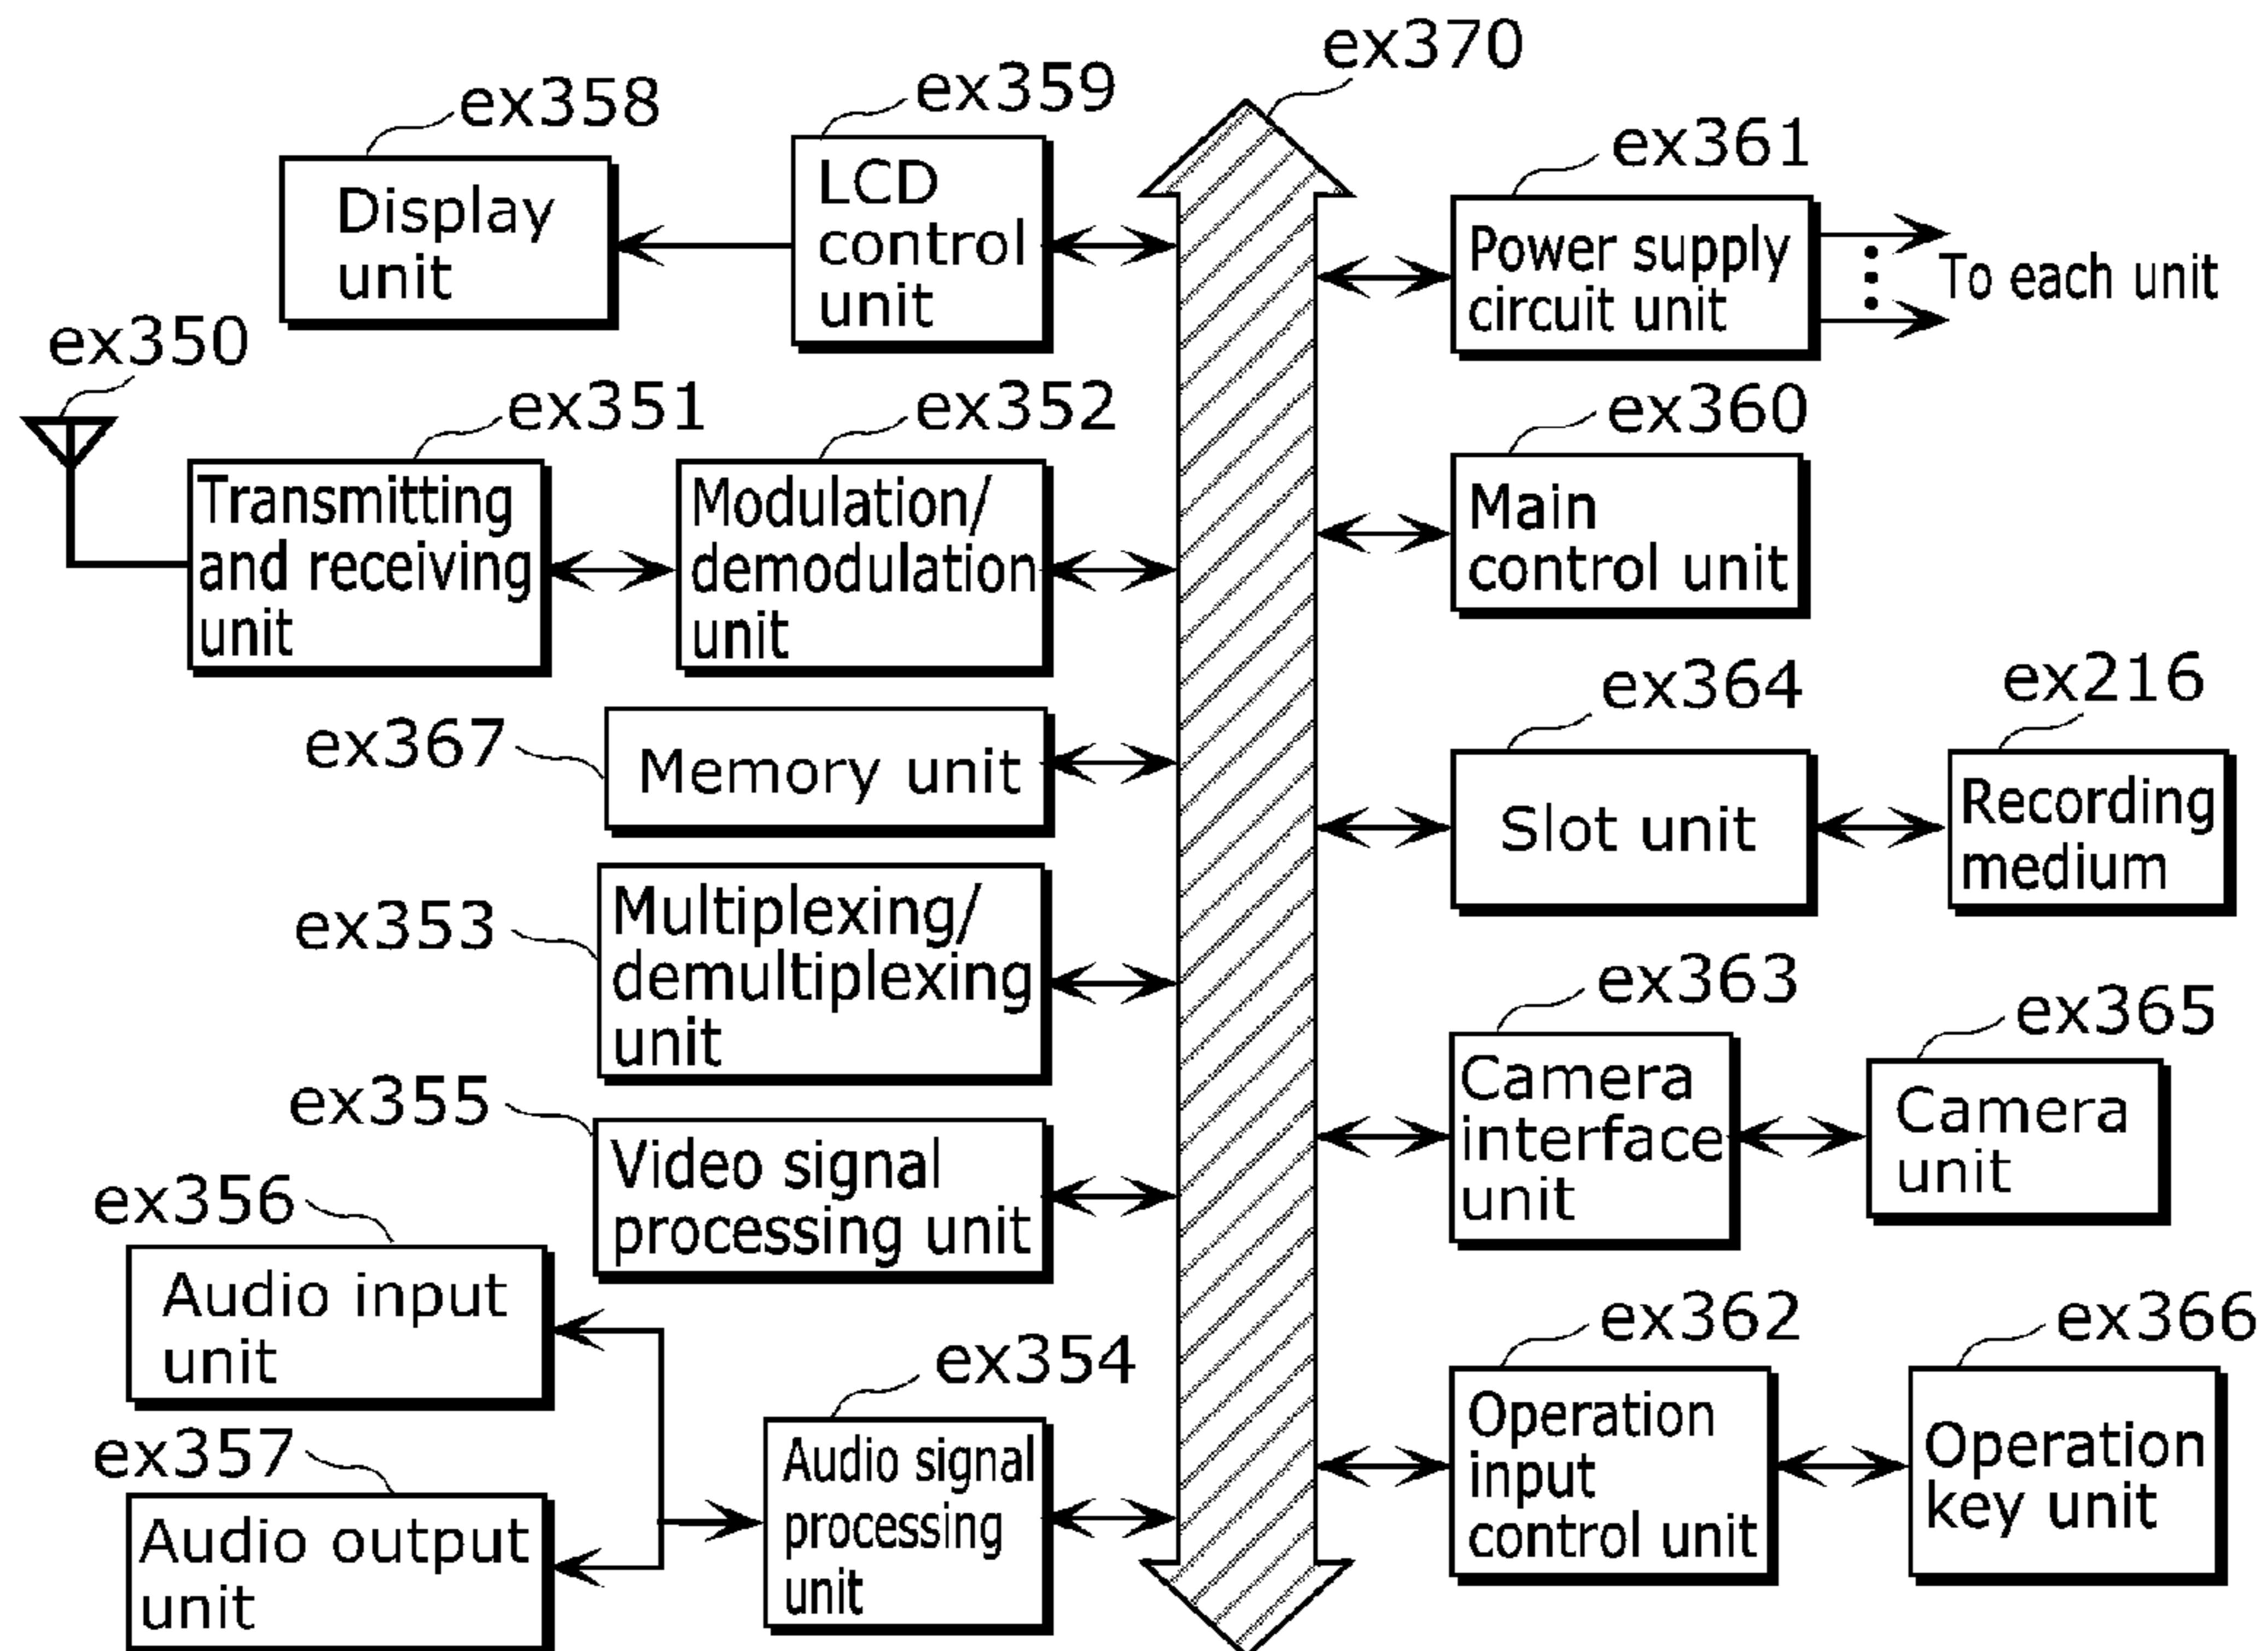 ex370
ex358
ex359
Display
unit
LCD
control
unit
ex361
Power supply
circuit unit
To each unit
ex350
ex351
ex352
Transmitting
and receiving
unit
Modulation/
demodulation
unit
ex360
Main
control unit
ex367
Memory unit
ex364
Slot unit
ex216
Recording
medium
ex353
Multiplexing/
demultiplexing
unit
ex363
Camera
interface
unit
ex365
Camera
unit
ex355
Video signal
processing unit
ex356
Audio input
unit
ex357
Audio output
unit
ex354
Audio signal
processing
unit
ex362
Operation
input
control unit
ex366
Operation
key unit